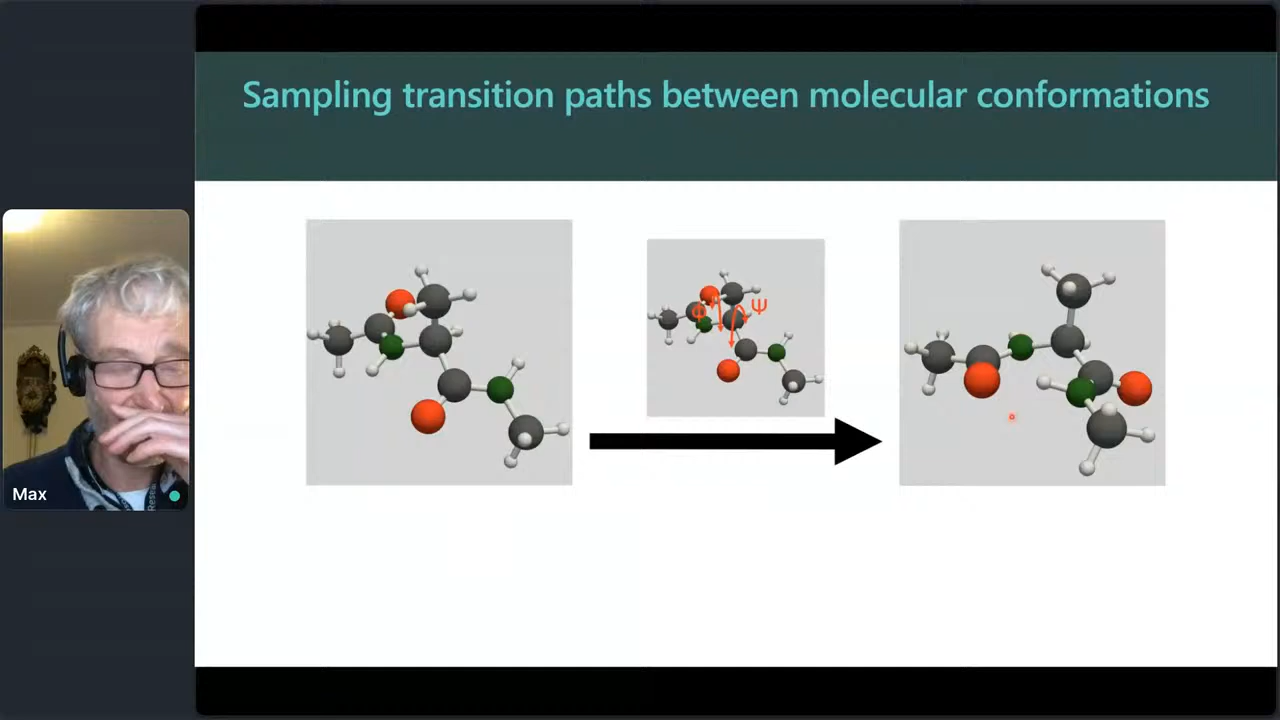 Sampling transition paths between molecular conformations
Φ
Ψ
Max